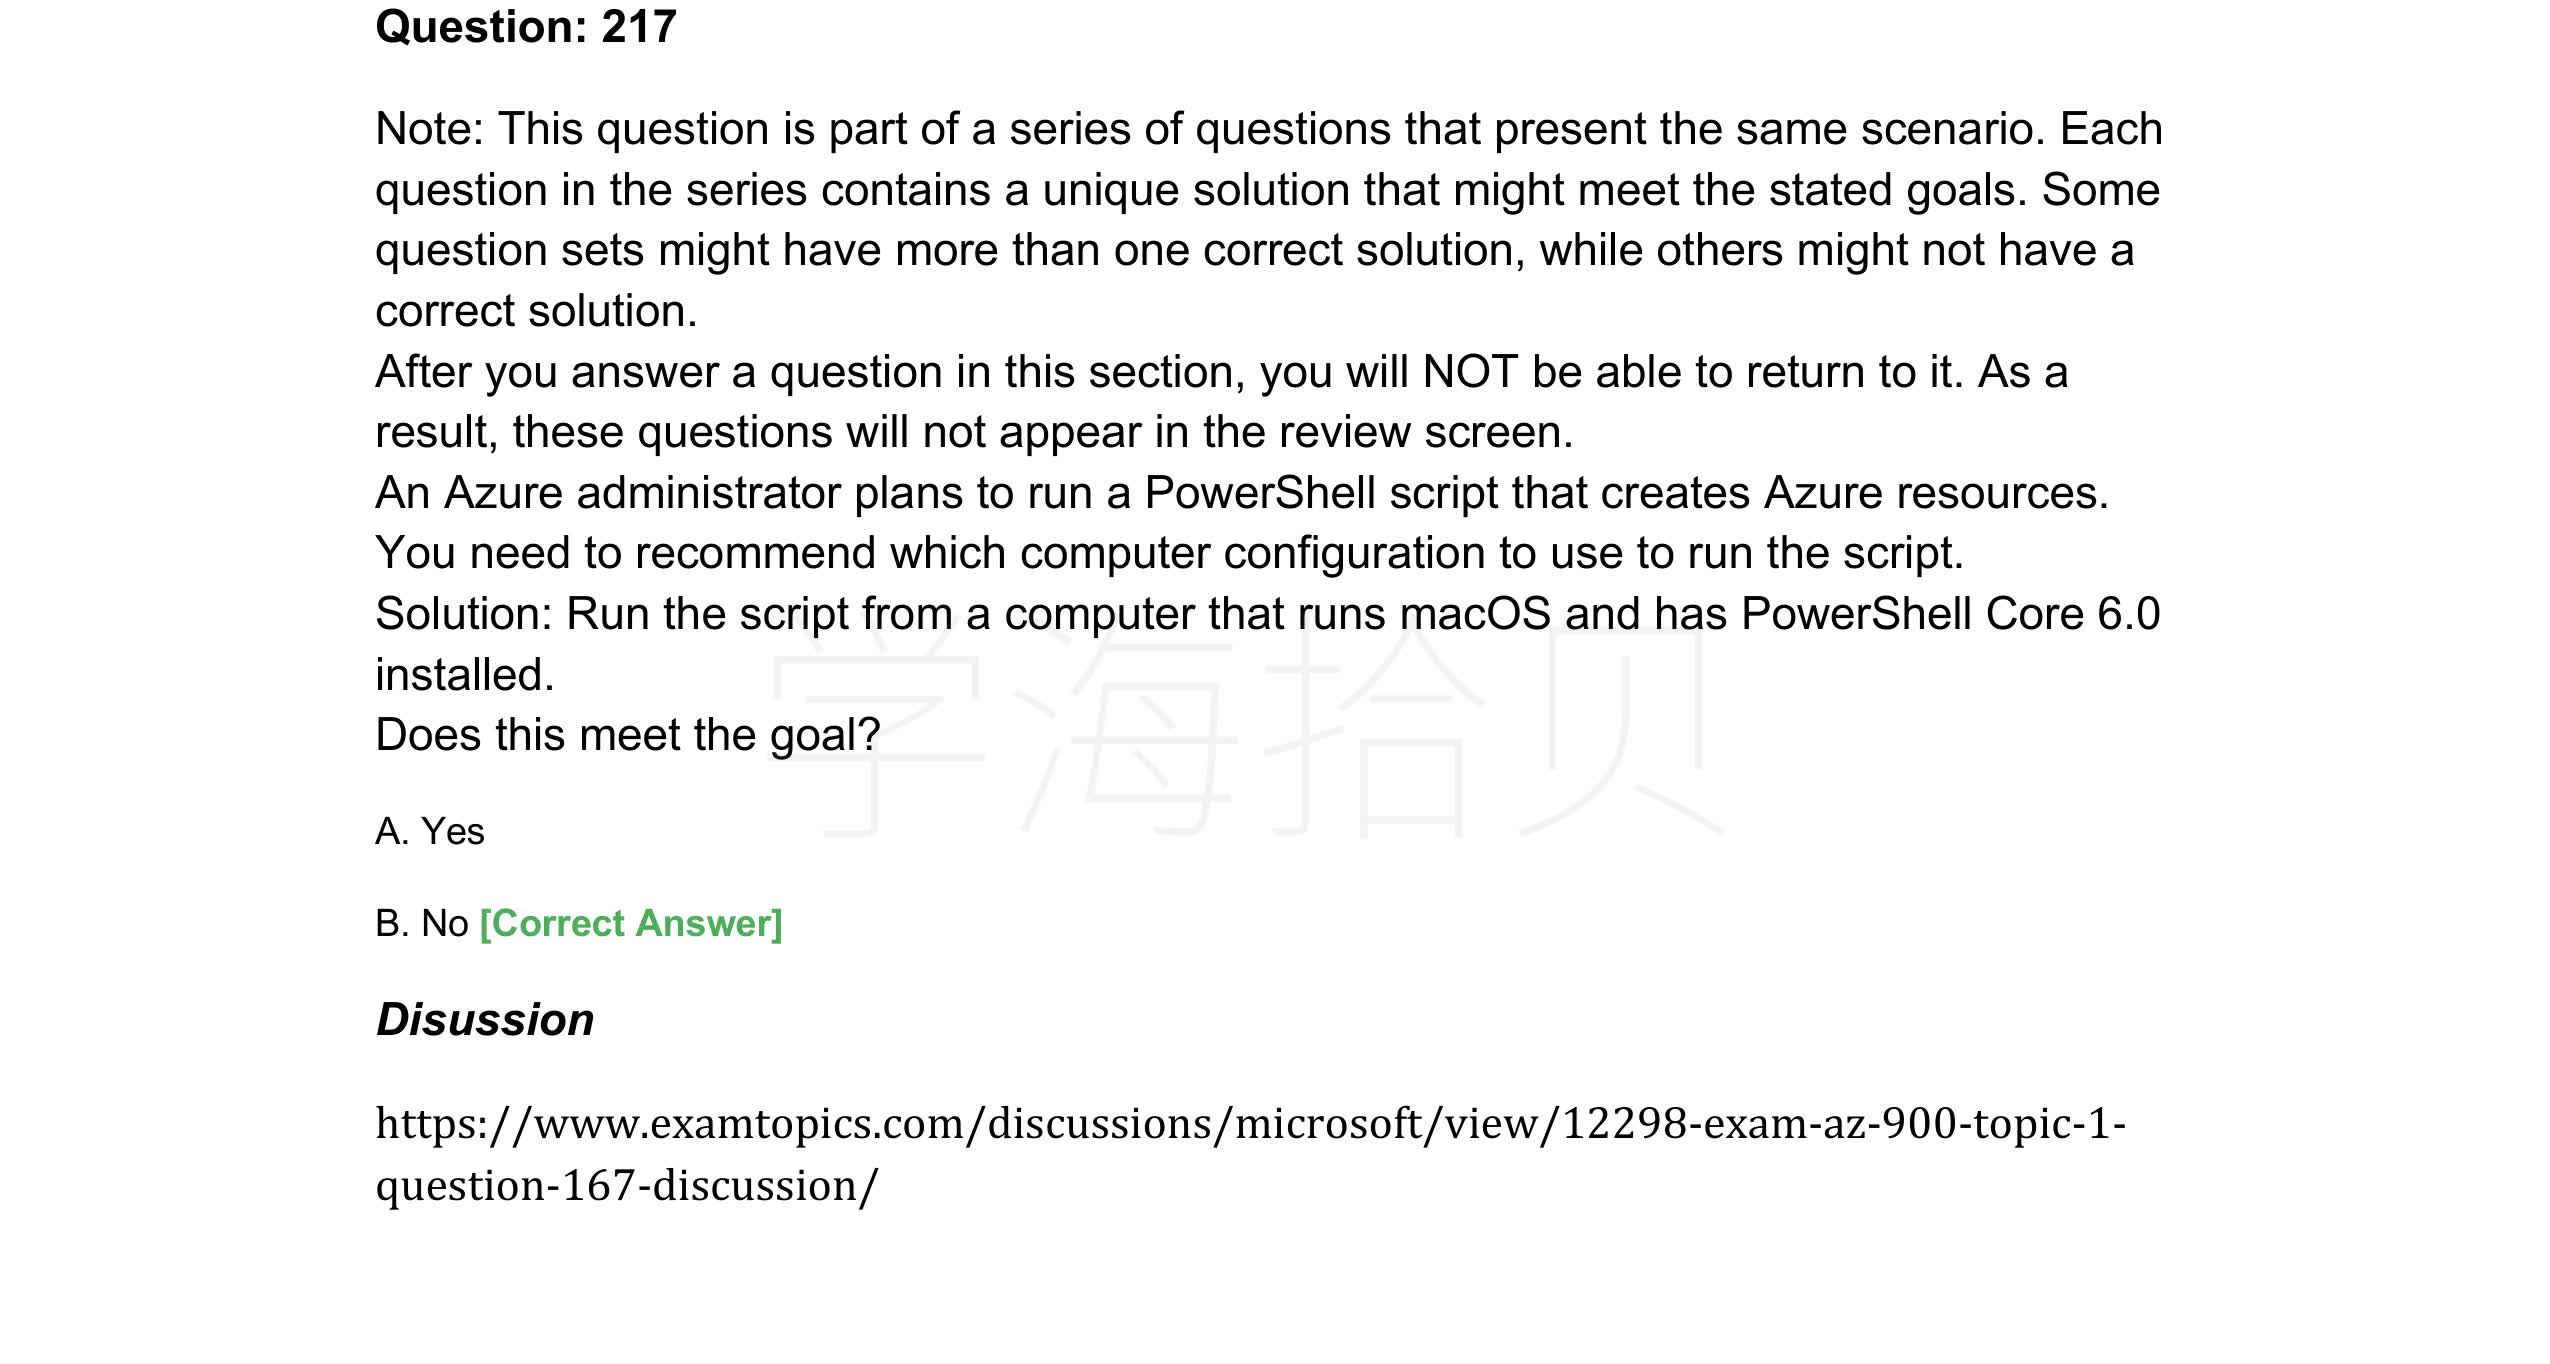 Question: 217
Note: This question is part of a series of questions that present the same scenario. Each
question in the series contains a unique solution that might meet the stated goals. Some
question sets might have more than one correct solution, while others might not have a
correct solution.
After you answer a question in this section, you will NOT be able to return to it. As a
result, these questions will not appear in the review screen.
An Azure administrator plans to run a PowerShell script that creates Azure resources.
You need to recommend which computer configuration to use to run the script.
Solution: Run the script from a computer that runs macOS and has PowerShell Core 6.0
installed.
Does this meet the goal?
学海拾贝
A. Yes
B. No [Correct Answer]
Disussion
https://www.examtopics.com/discussions/microsoft/view/12298-exam-az-900-topic-1-
question-167-discussion/